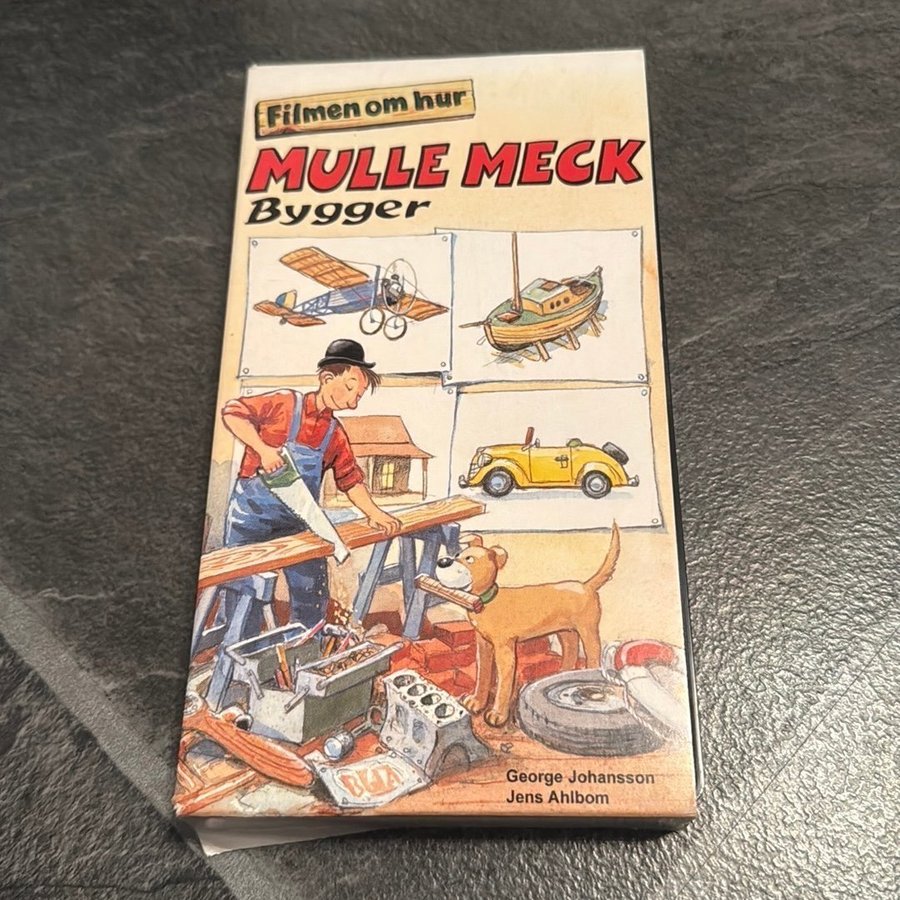 Filmen om hur
MULLE MECK
Bygger
George Johansson
Jens Ahlbom